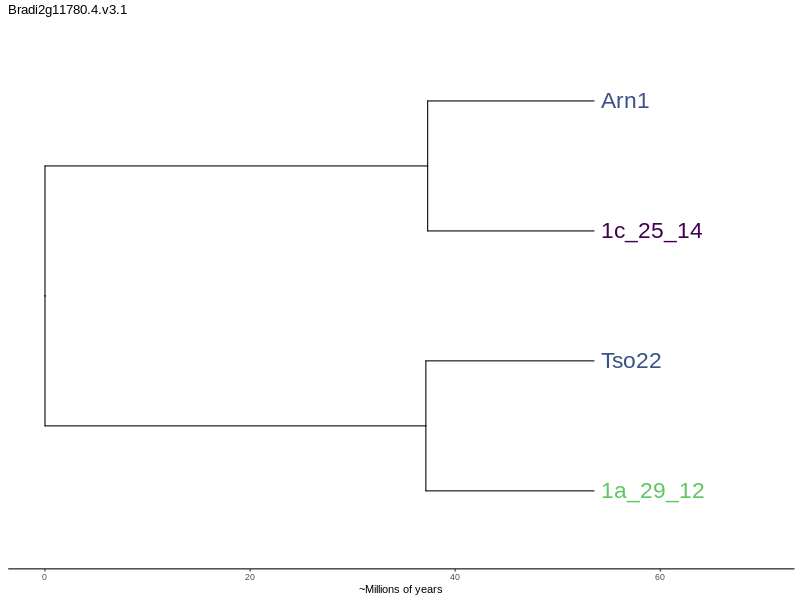 Bradi2g11780.4.v3.1
Arn1
1c_25_14
Tso22
1a_29_12
0 20 40 60
~Millions of years